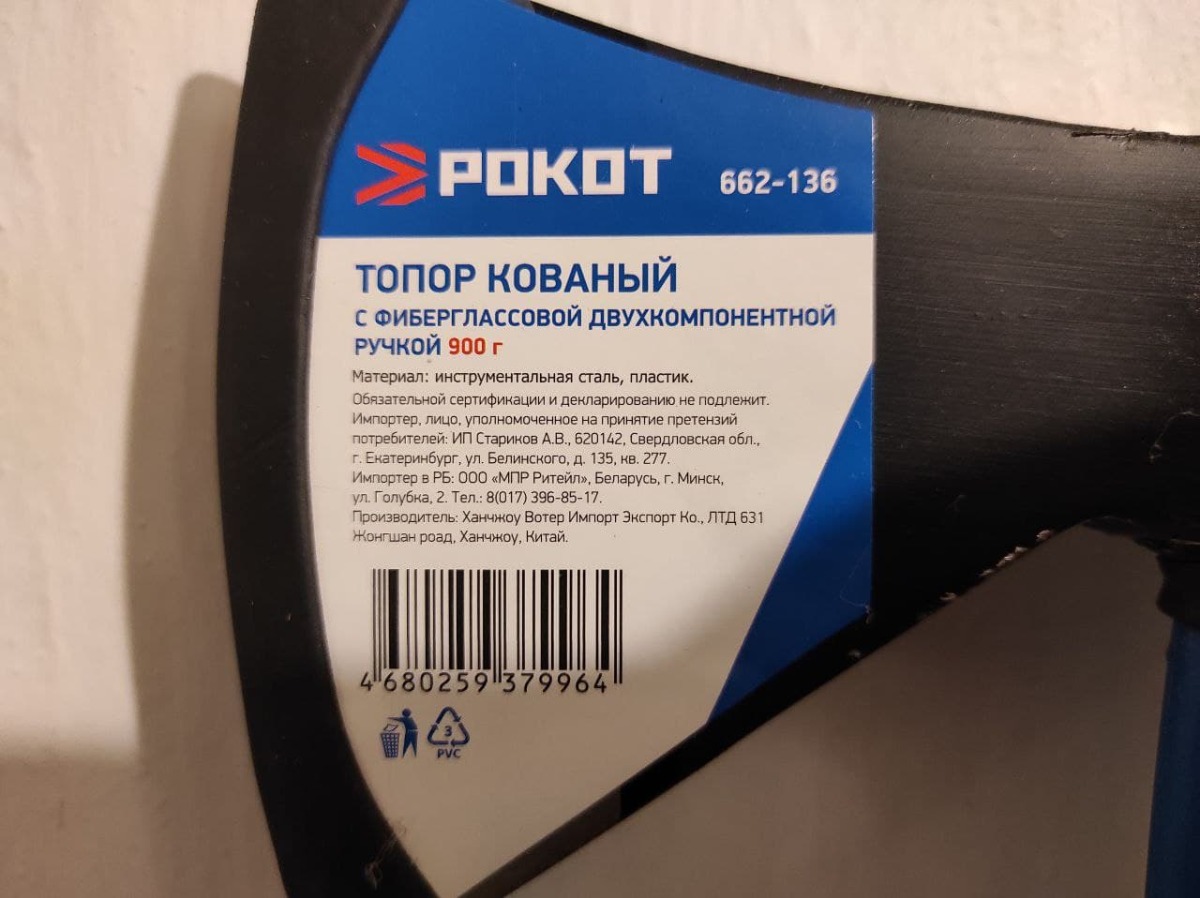 РОКОТ 662-136
ТОПОР КОВАНЫЙ
С ФИБЕРГЛАССОВОЙ ДВУХКОМПОНЕНТНОЙ
РУЧКОЙ 900 г
Материал: инструментальная сталь, пластик.
Обязательной сертификации и декларированию не подлежит.
Импортер, лицо, уполномоченное на принятие претензий
потребителей: ИП Стариков А.В., 620142, Свердловская обл.,
г. Екатеринбург, ул. Белинского, д. 135, кв. 277.
Импортер в РБ: ООО «МПР Ритейл», Беларусь, г. Минск,
ул. Голубка, 2. Тел.: 8(017) 396-85-17.
Производитель: Ханчжоу Вотер Импорт Экспорт Ко., ЛТД 631
Жонгшан роад, Ханчжоу, Китай.
4 680259 379964
3
PVC